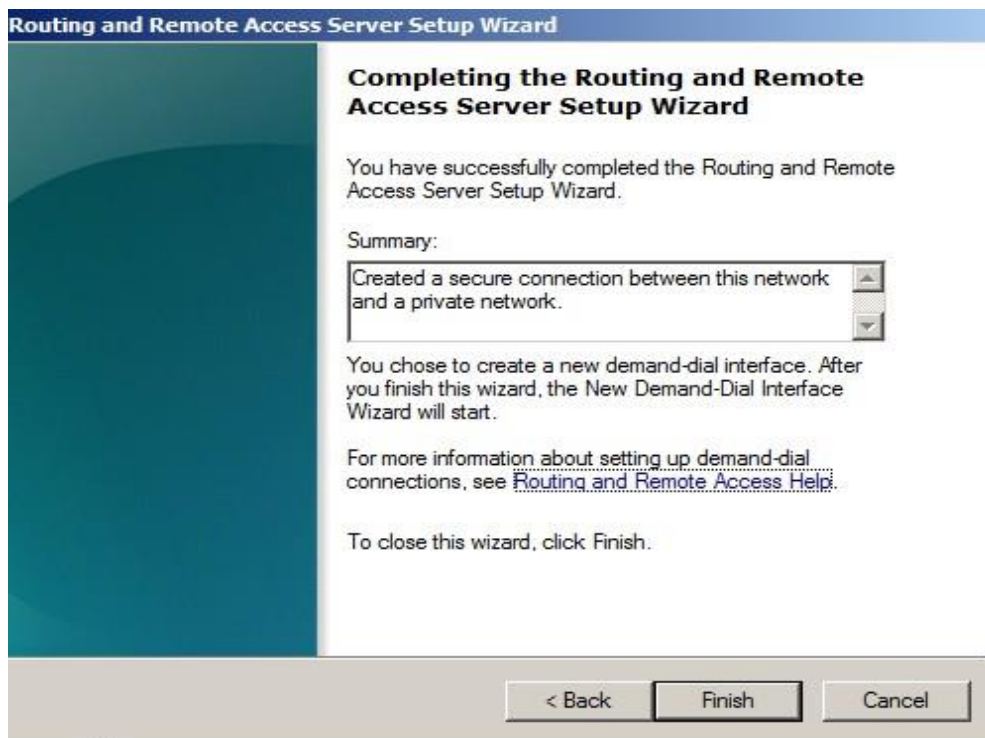 Routing and Remote Access Server Setup Wizard
Completing the Routing and Remote
Access Server Setup Wizard
You have successfully completed the Routing and Remote
Access Server Setup Wizard.
Summary:
Created a secure connection between this network
and a private network.
You chose to create a new demand-dial interface. After
you finish this wizard, the New Demand-Dial Interface
Wizard will start.
For more information about setting up demand-dial
connections, see Routing and Remote Access Help.
To close this wizard, click Finish.
< Back
Finish
Cancel